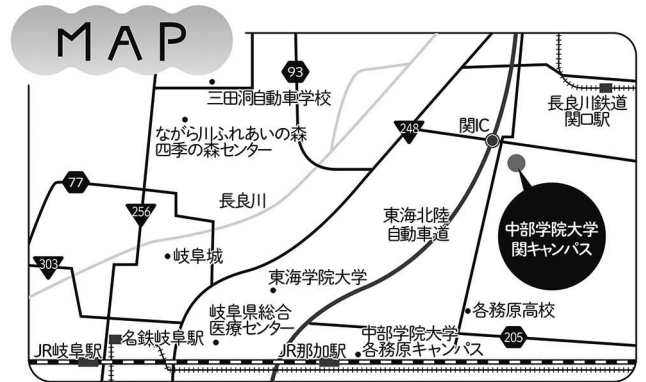 MAP
93
三田洞自動車学校
長良川鉄道
関口駅
ながら川ふれあいの森
四季の森センター
248
関IC
77
長良川
256
東海北陸
自動車道
中部学院大学
関キャンパス
303
岐阜城
東海学院大学
岐阜県総合
医療センター
各務原高校
名鉄岐阜駅
中部学院大学
各務原キャンパス
205
JR岐阜駅
JR那加駅